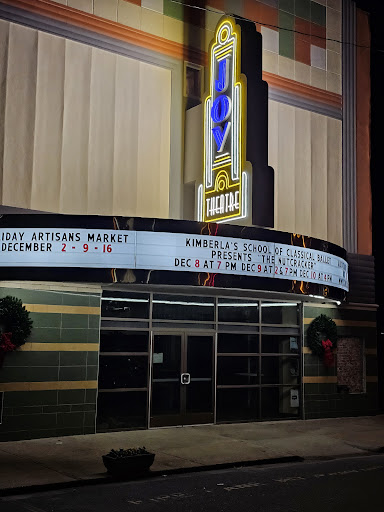 JOY
THEATRE
IDAY ARTISANS MARKET
DECEMBER 2 - 9 - 16
KIMBERLA'S SCHOOL OF CLASSICAL BALLET
PRESENTS "THE NUTCRACKER"
DEC 8 AT 7 PM DEC 9 AT 2 & 7 PM DEC 10 AT 6 PM